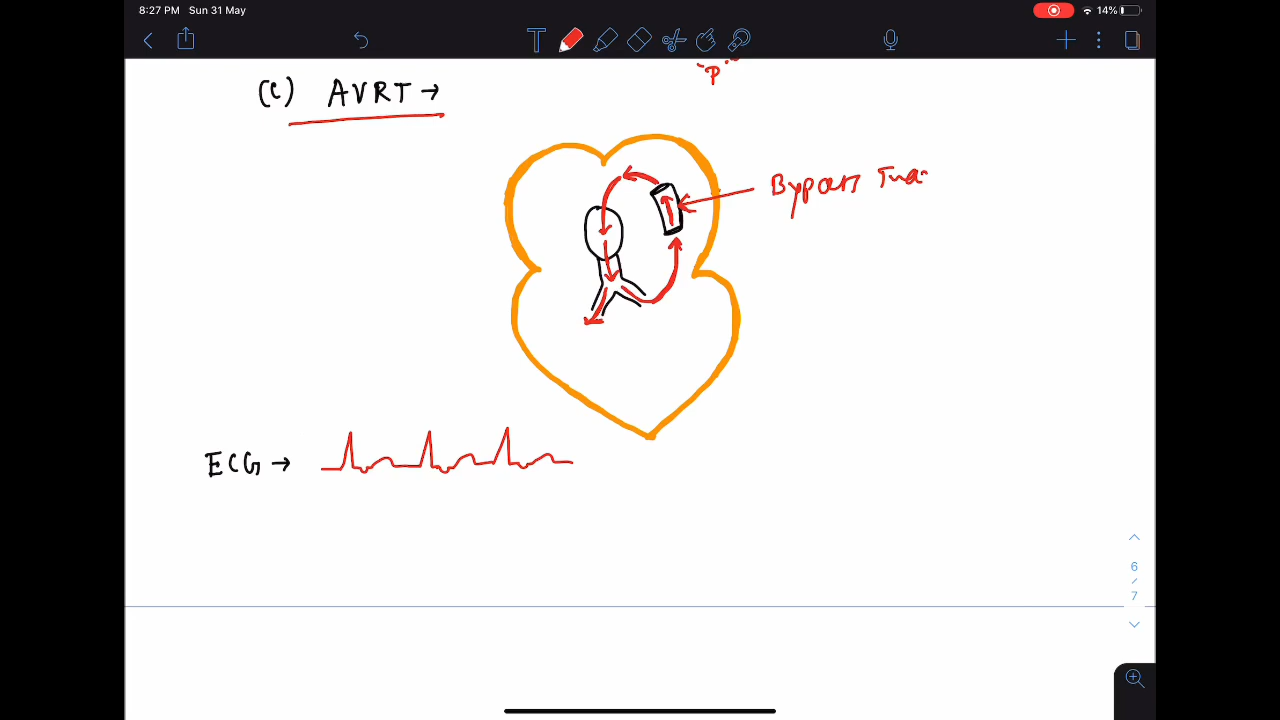 8:27 PM Sun 31 May
14%
T
"P"
(C) AVRT →
Bypass Tra
ECG →
6
/
7